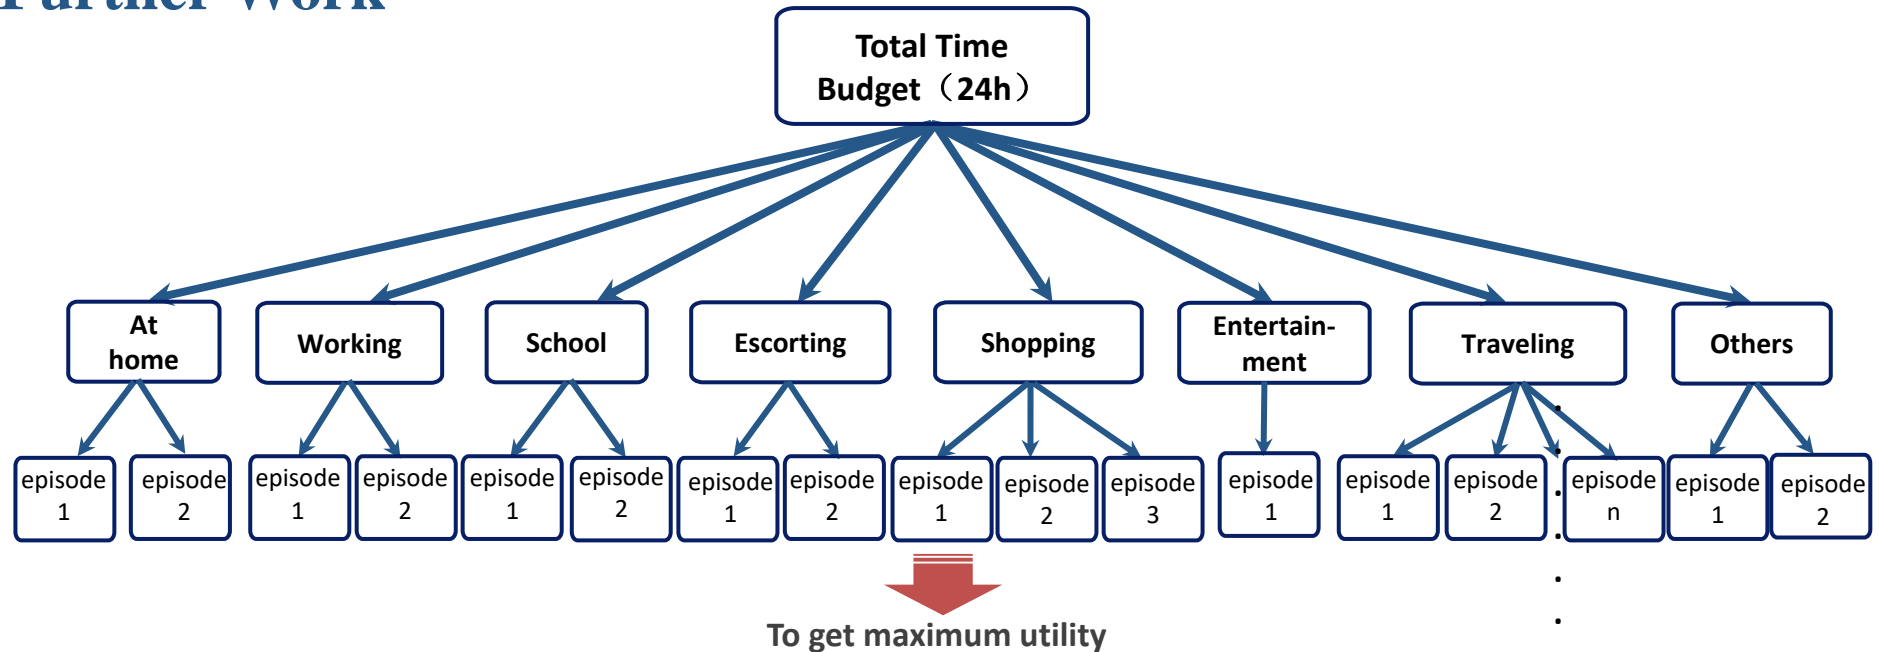 Further Work
Total Time
Budget（24h）
At
home
Working
School
Escorting
Shopping
Entertain-
ment
Traveling
Others
episode
1
episode
2
episode
1
episode
2
episode
1
episode
2
episode
1
episode
2
episode
1
episode
2
episode
3
episode
1
episode
1
episode
2
......
episode
n
episode
1
episode
2
To get maximum utility